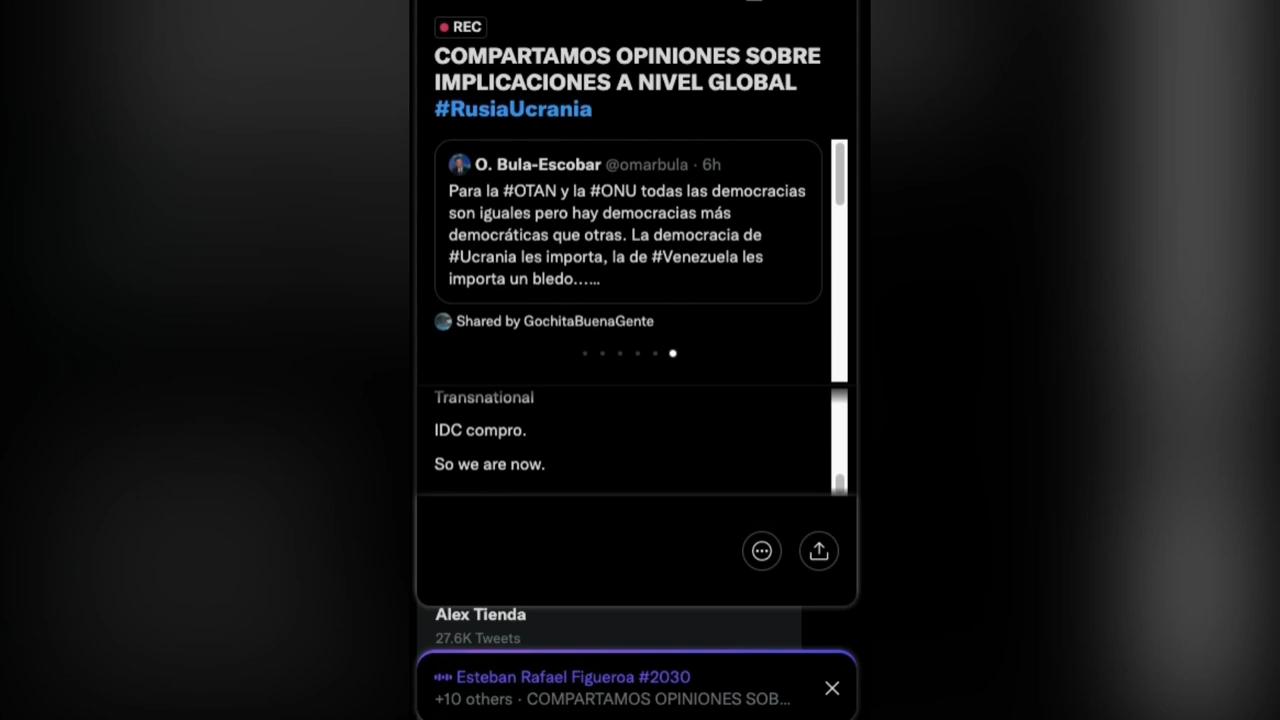 REC
COMPARTAMOS OPINIONES SOBRE
IMPLICACIONES A NIVEL GLOBAL
#RusiaUcrania
O. Bula-Escobar @omarbula · 6h
Para la #OTAN y la #ONU todas las democracias
son iguales pero hay democracias más
democráticas que otras. La democracia de
#Ucrania les importa, la de #Venezuela les
importa un bledo......
Shared by GochitaBuenaGente
Transnational
IDC compro.
So we are now.
Alex Tienda
27.6K Tweets
Esteban Rafael Figueroa #2030
+10 others · COMPARTAMOS OPINIONES SOB...